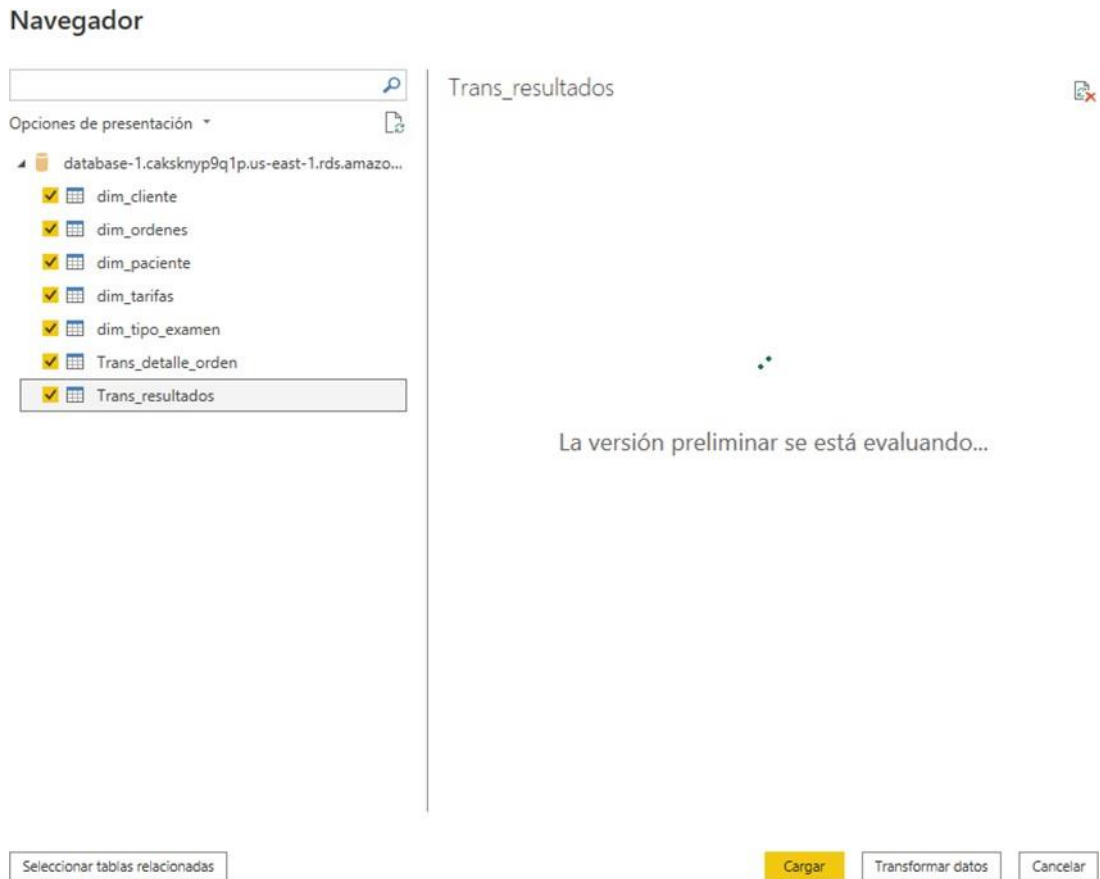 Navegador
Trans_resultados
Opciones de presentación
database-1.caksknyp9q1p.us-east-1.rds.amazo...
dim_cliente
dim_ordenes
dim_paciente
dim_tarifas
dim_tipo_examen
Trans_detalle_orden
Trans_resultados
La versión preliminar se está evaluando...
Seleccionar tablas relacionadas
Cargar
Transformar datos
Cancelar